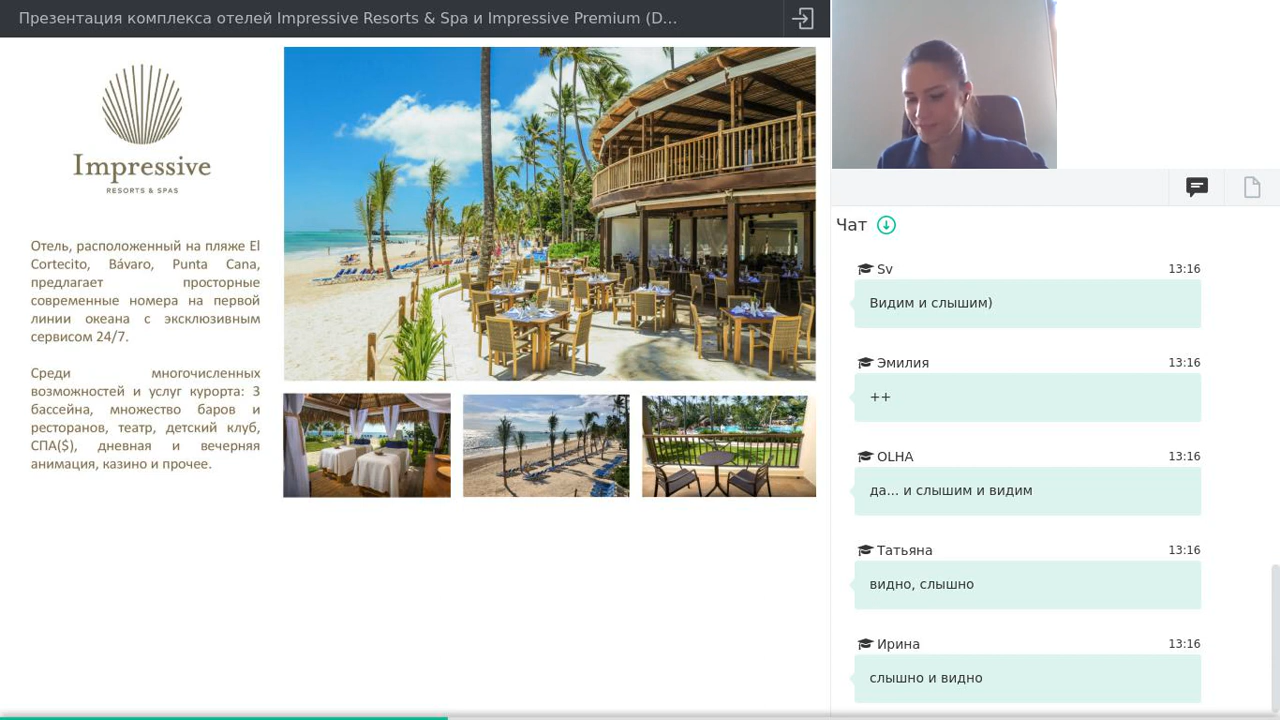 Презентация комплекса отелей Impressive Resorts & Spa и Impressive Premium (D...
Impressive
RESORTS & SPAS
Отель, расположенный на пляже El
Cortecito, Bávaro, Punta Cana,
предлагает просторные
современные номера на первой
линии океана с эксклюзивным
сервисом 24/7.
Среди многочисленных
возможностей и услуг курорта: 3
бассейна, множество баров и
ресторанов, театр, детский клуб,
СПА($), дневная и вечерняя
анимация, казино и прочее.
Чат
Sv 13:16
Видим и слышим)
Эмилия 13:16
++
OLHA 13:16
да... и слышим и видим
Татьяна 13:16
видно, слышно
Ирина 13:16
слышно и видно